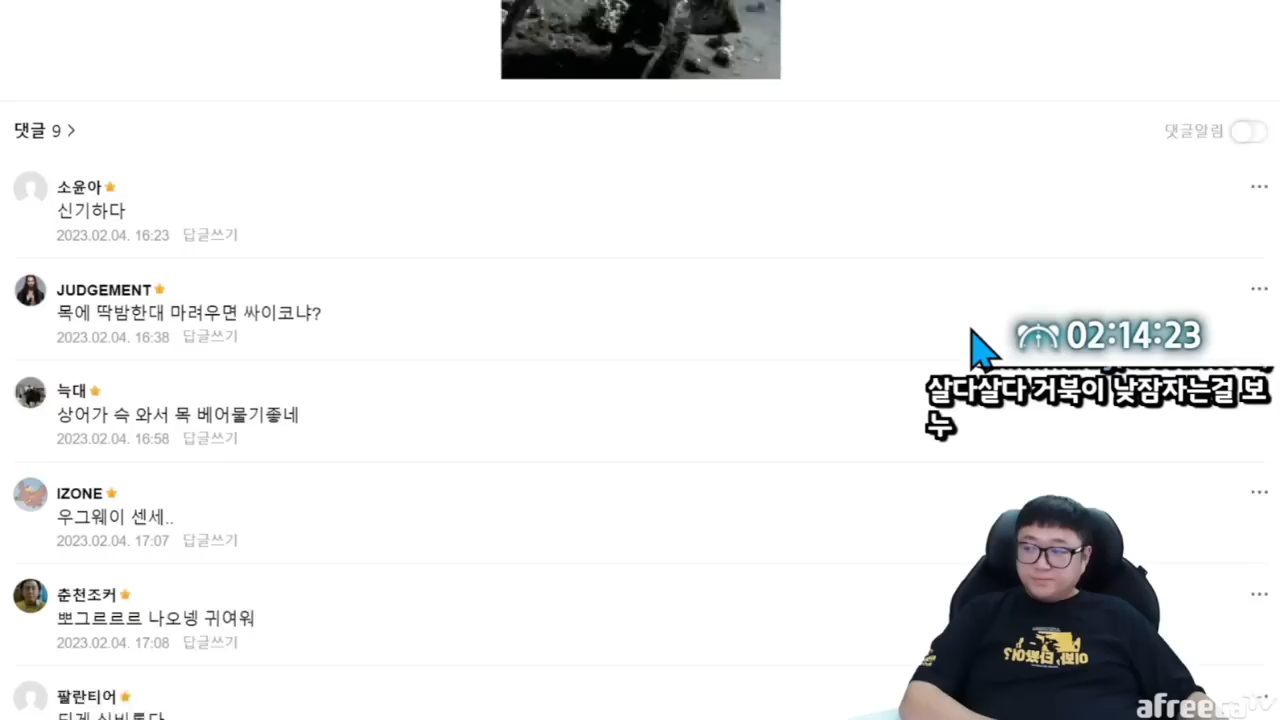 댓글 9 >
댓글알림
소윤아
신기하다
2023.02.04. 16:23 답글쓰기
JUDGEMENT
목에 딱밤한대 마려우면 싸이코냐?
2023.02.04. 16:38 답글쓰기
02:14:23
늑대
상어가 슥 와서 목 베어물기좋네
2023.02.04. 16:58 답글쓰기
살다살다 거북이 낮잠자는걸 보
누
IZONE
우그웨이 센세..
2023.02.04. 17:07 답글쓰기
춘천조커
뽀그르르르 나오넹 귀여워
2023.02.04. 17:08 답글쓰기
팔란티어
afreecaTV